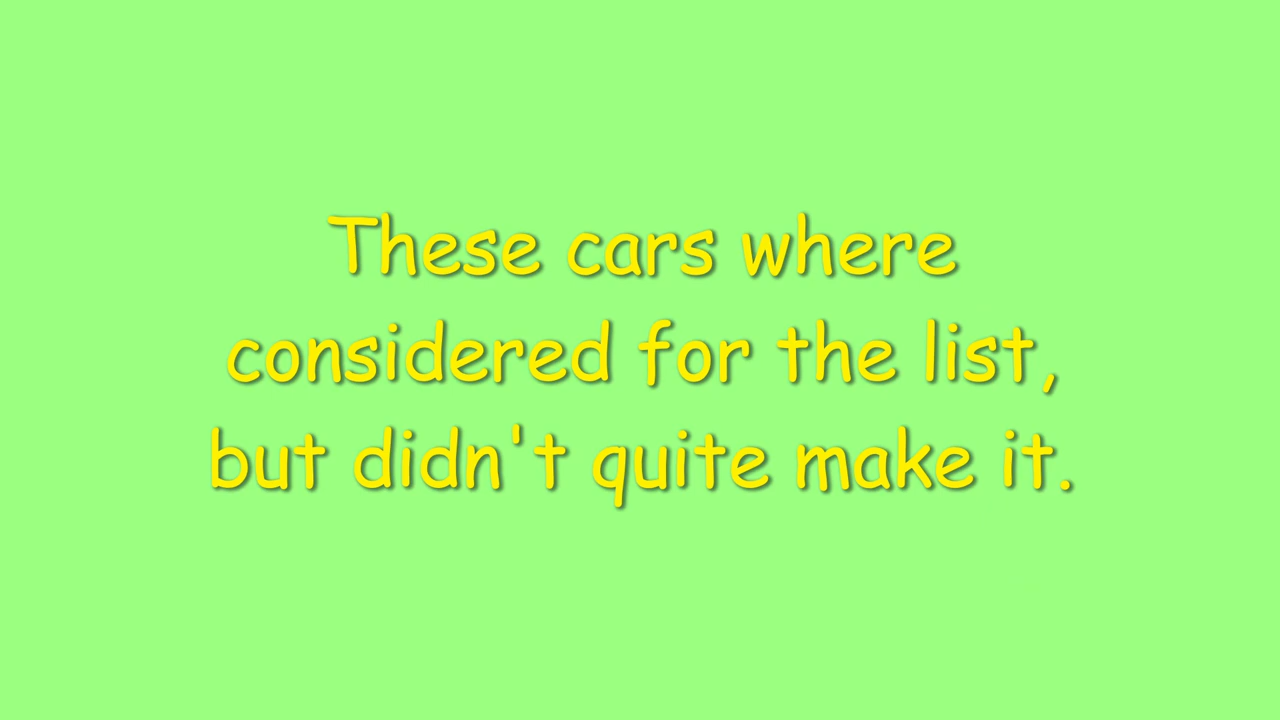 These cars where
considered for the list,
but didn't quite make it.